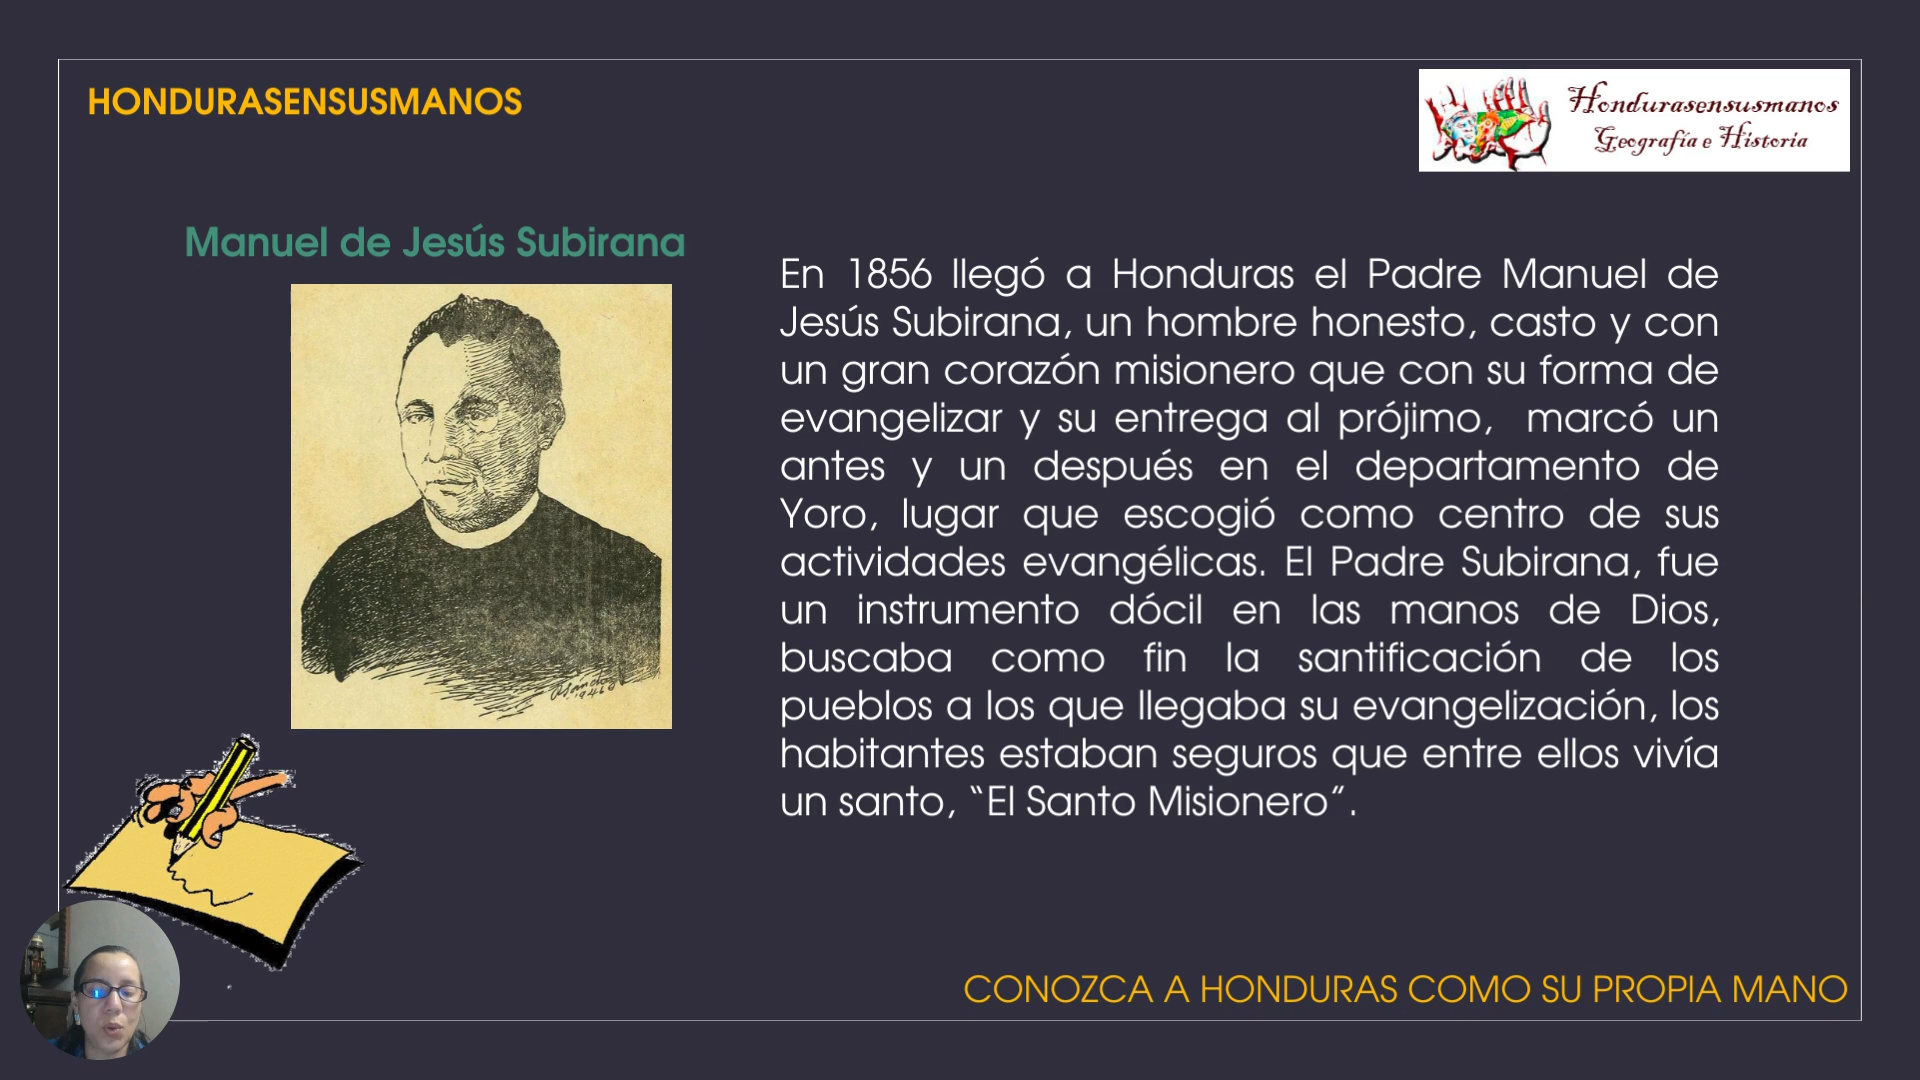 HONDURASENSUSMANOS
Hondurasensusmanos
Geografía e Historia
Manuel de Jesús Subirana
En 1856 llegó a Honduras el Padre Manuel de
Jesús Subirana, un hombre honesto, casto y con
un gran corazón misionero que con su forma de
evangelizar y su entrega al prójimo, marcó un
antes y un después en el departamento de
Yoro, lugar que escogió como centro de sus
actividades evangélicas. El Padre Subirana, fue
un instrumento dócil en las manos de Dios,
buscaba como fin la santificación de los
pueblos a los que llegaba su evangelización, los
habitantes estaban seguros que entre ellos vivía
un santo, “El Santo Misionero”.
CONOZCA A HONDURAS COMO SU PROPIA MANO